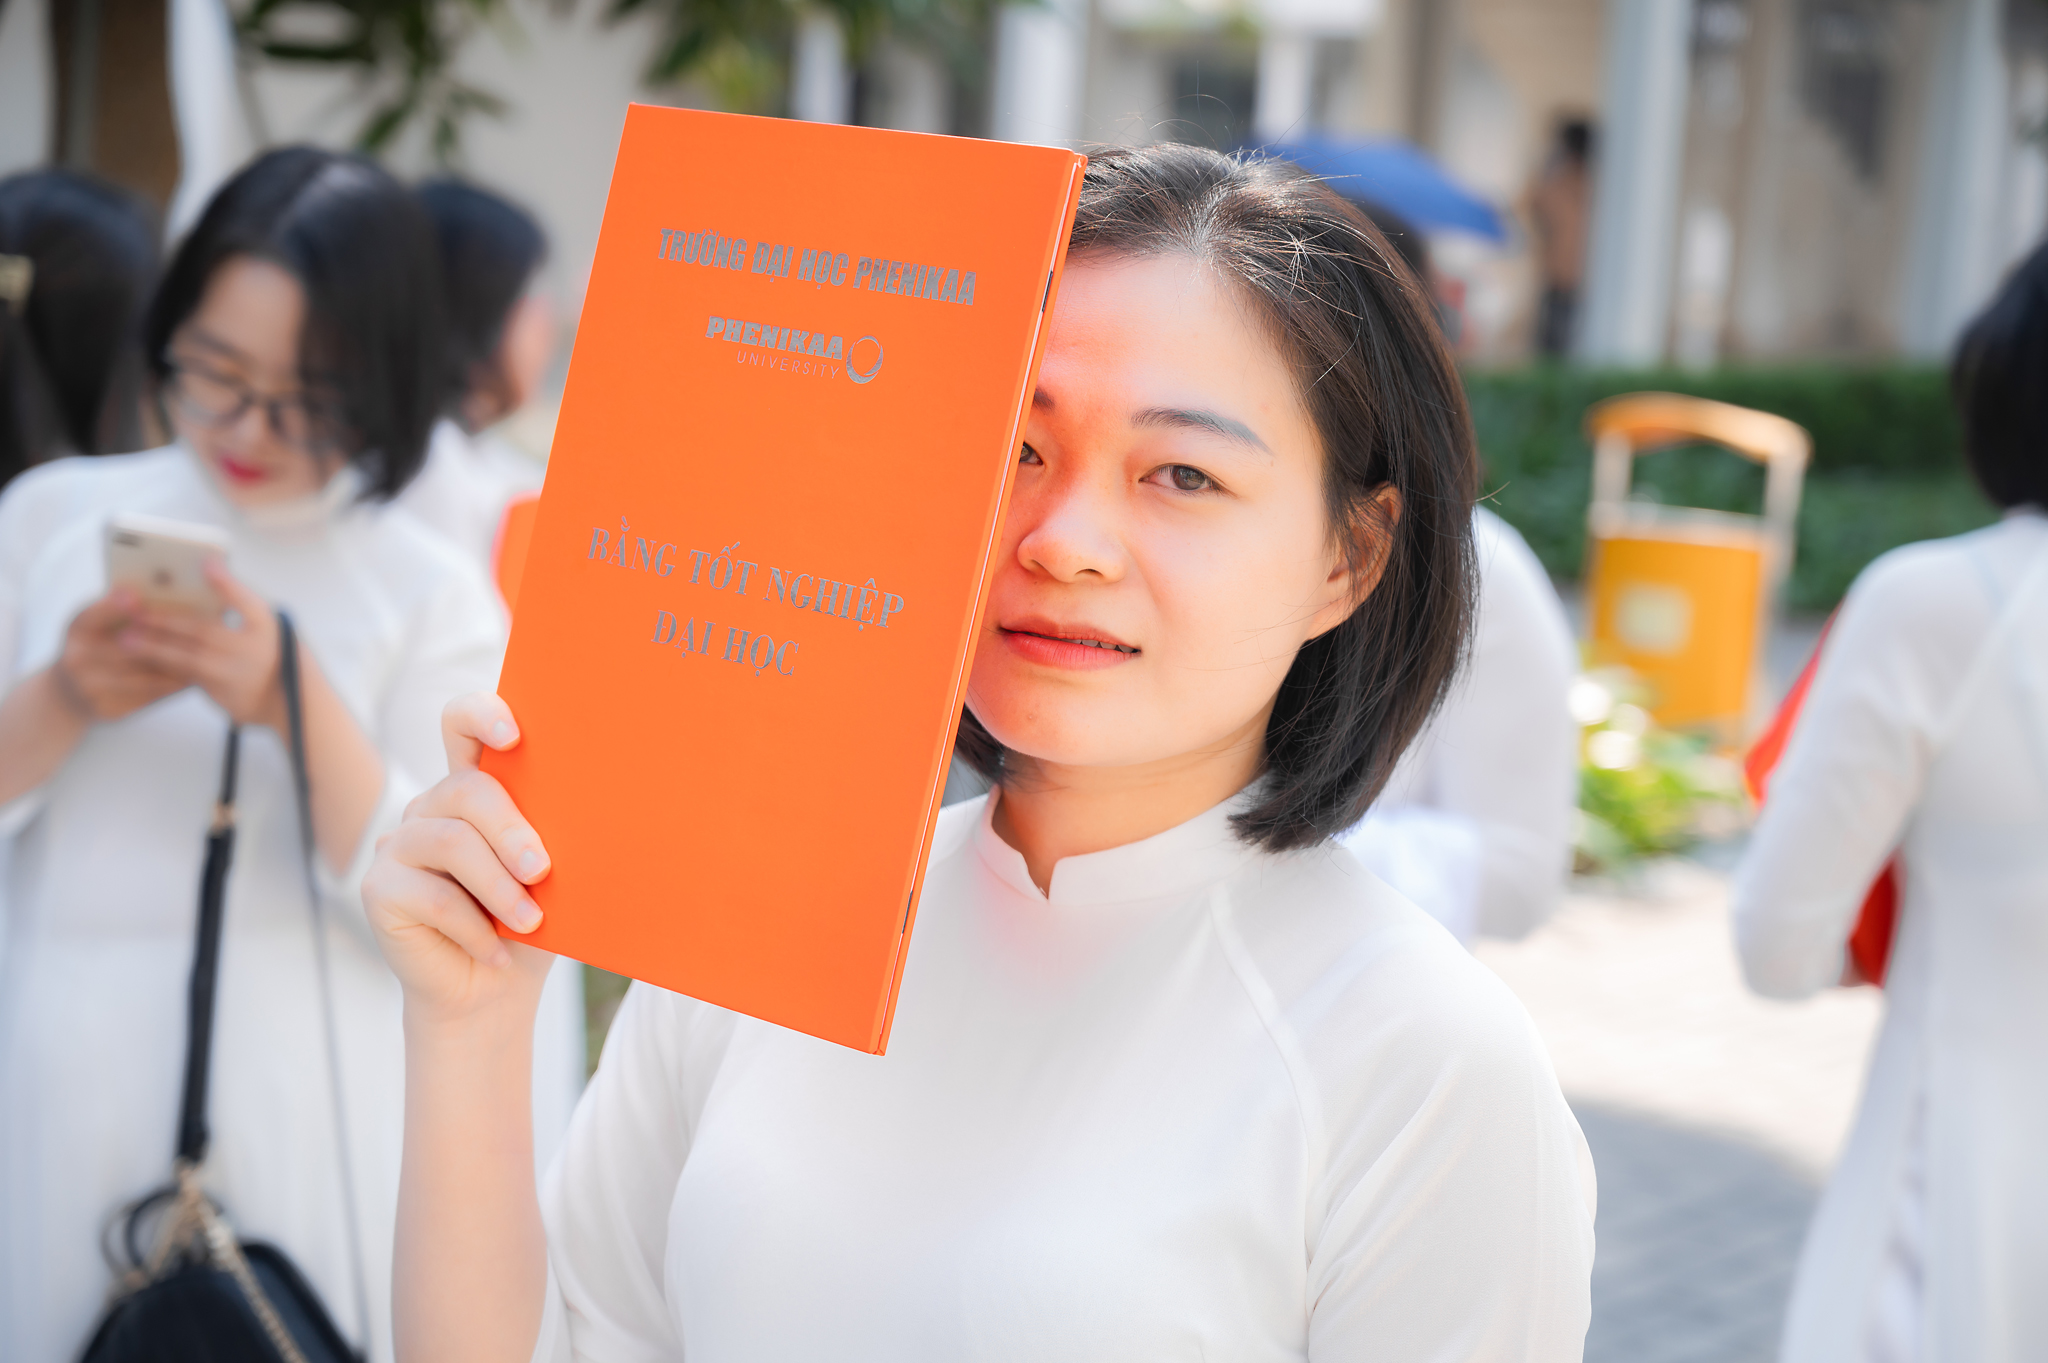 TRƯỜNG ĐẠI HỌC PHENIKAA
PHENIKAA
UNIVERSITY
BẰNG TỐT NGHIỆP
ĐẠI HỌC